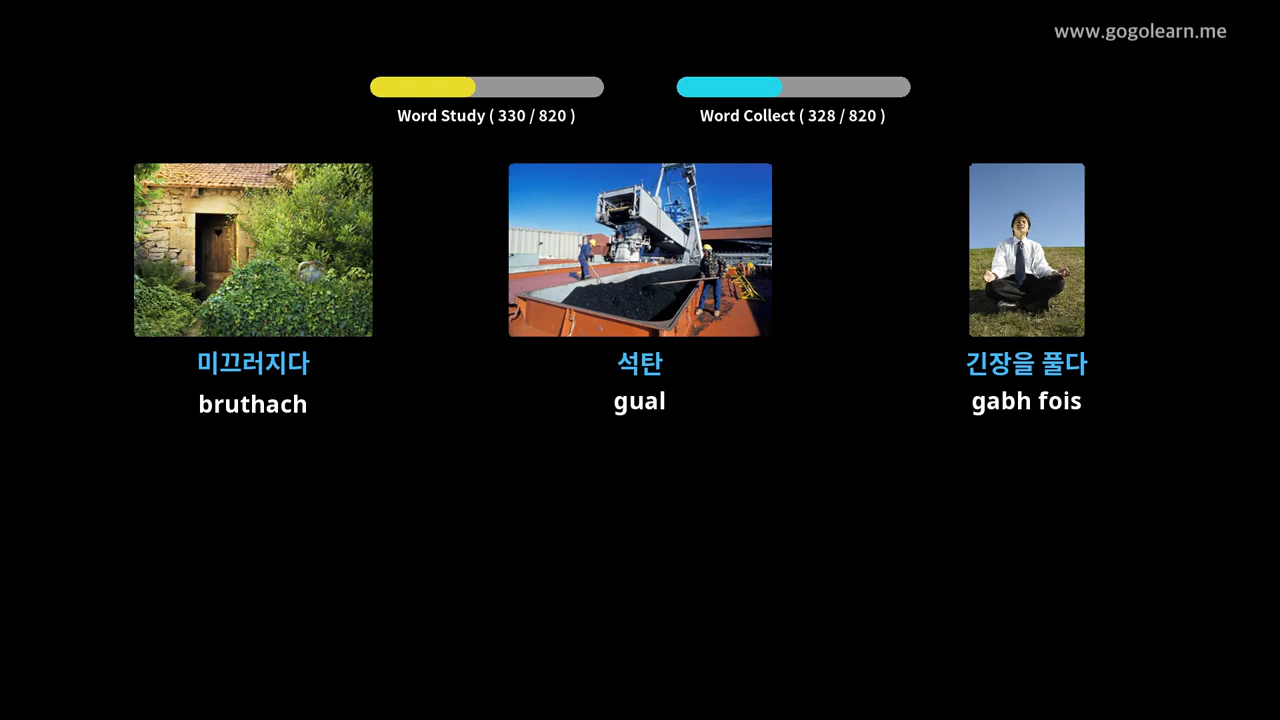 www.gogolearn.me
Word Study ( 330 / 820 )
Word Collect ( 328 / 820 )
미끄러지다
석탄
긴장을 풀다
bruthach
gual
gabh fois